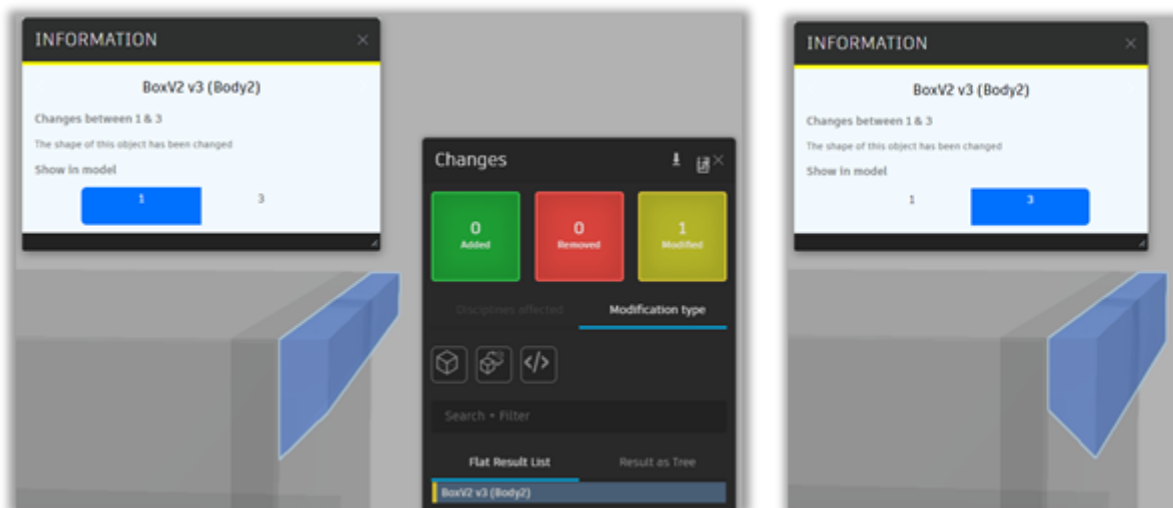 INFORMATION
BoxV2 v3 (Body2)
Changes between 1 & 3
The shape of this object has been changed
Show in model
1 3
Changes
0 0 1
Added Removed Modified
Disciplines affected Modification type
Search • Filter
Flat Result List Result as Tree
BoxV2 v3 (Body2)
INFORMATION
BoxV2 v3 (Body2)
Changes between 1 & 3
The shape of this object has been changed
Show in model
1 3